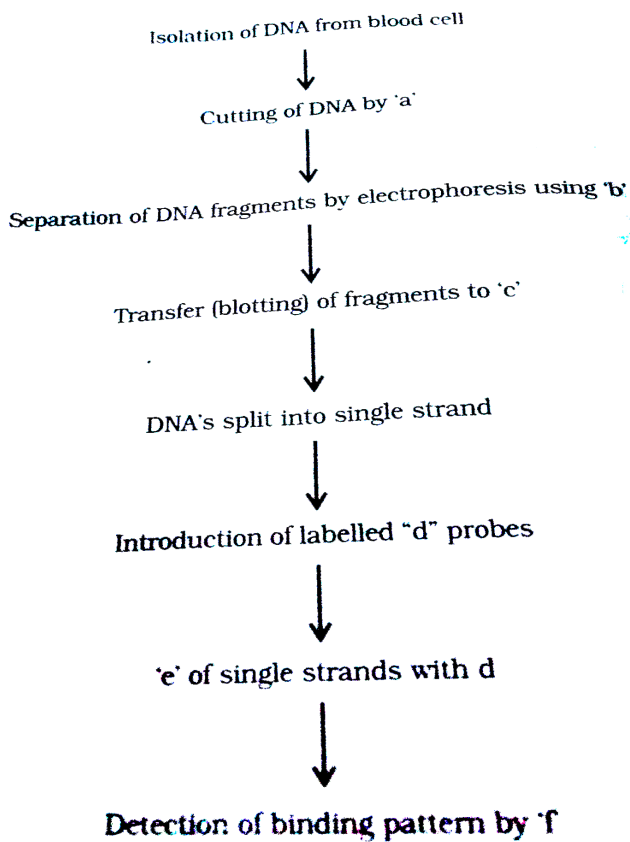 Isolation of DNA from blood cell
Cutting of DNA by 'a'
Separation of DNA fragments by electrophoresis using 'b'
Transfer (blotting) of fragments to 'c'
DNA's split into single strand
Introduction of labelled "d" probes
'e' of single strands with d
Detection of binding pattern by 'f